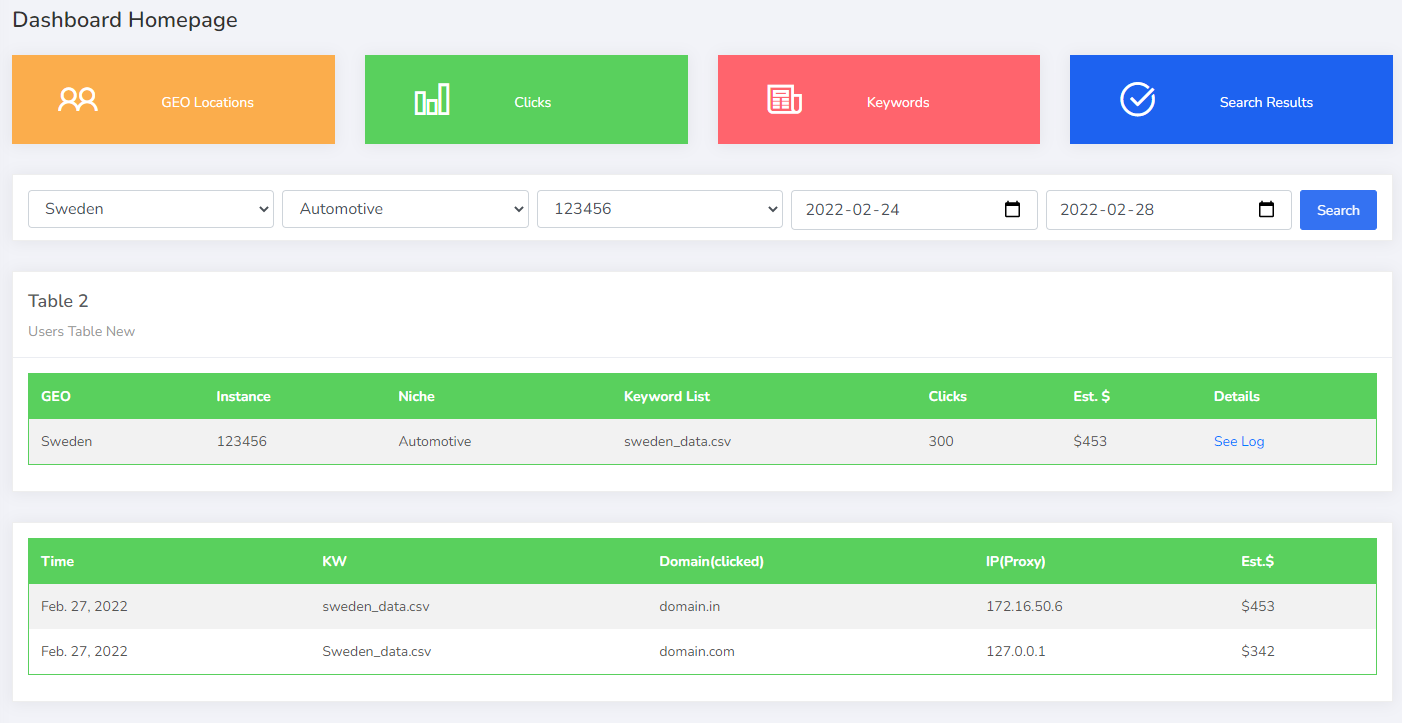 Dashboard Homepage
GEO Locations Clicks Keywords Search Results
Sweden Automotive 123456 2022-02-24 2022-02-28 Search
Table 2
Users Table New
GEO Instance Niche Keyword List Clicks Est. $ Details
Sweden 123456 Automotive sweden_data.csv 300 $453 See Log
Time KW Domain(clicked) IP(Proxy) Est.$
Feb. 27, 2022 sweden_data.csv domain.in 172.16.50.6 $453
Feb. 27, 2022 Sweden_data.csv domain.com 127.0.0.1 $342